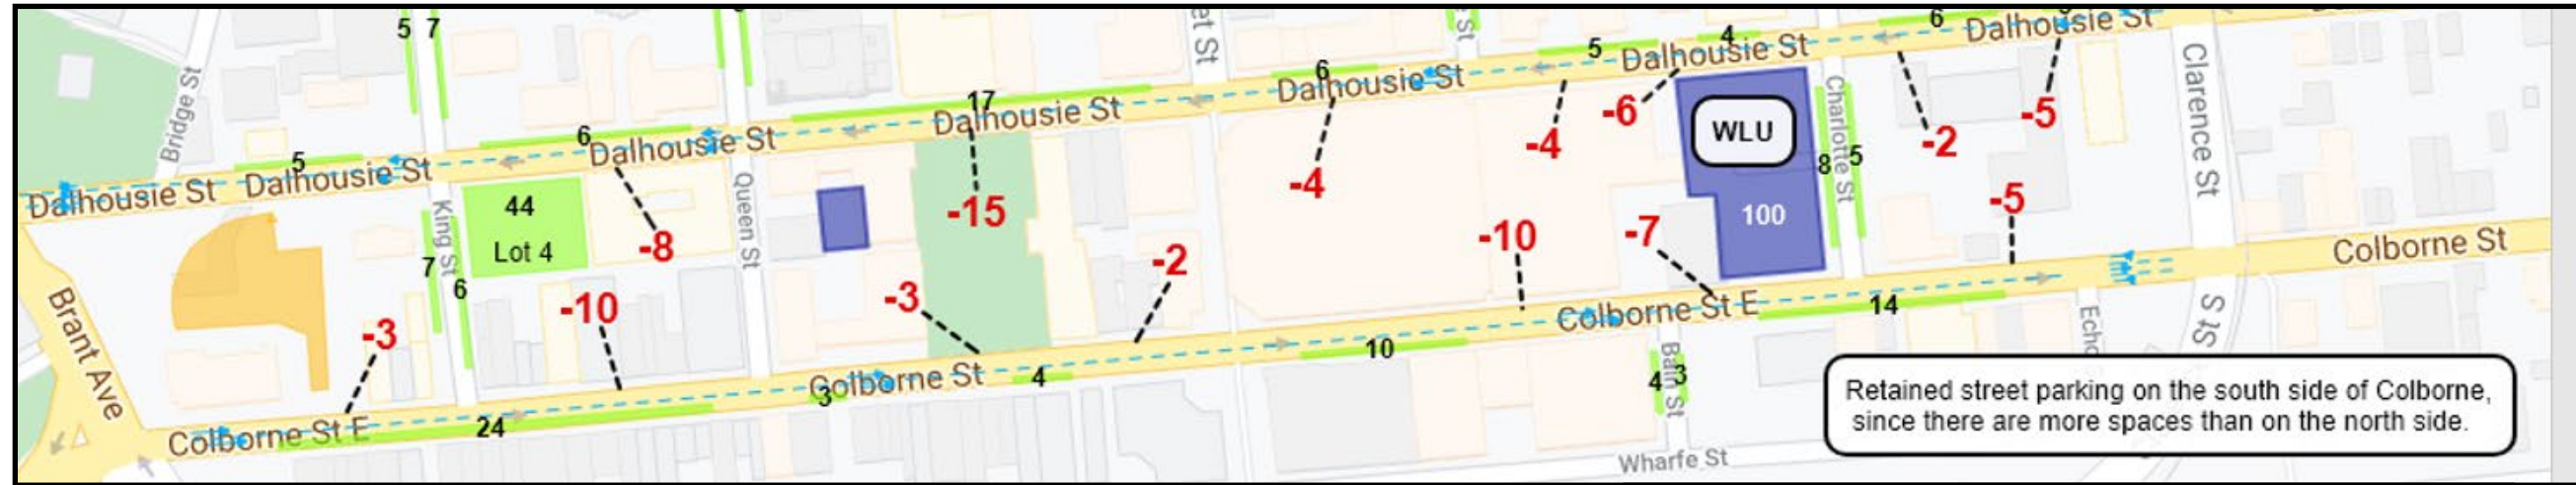 5 7
6
Dalhousie St
5
4
Dalhousie St
6
Dalhousie St
17
Dalhousie St
6
Dalhousie St
5
Dalhousie St
Dalhousie St
Bridge St
King St
Queen St
Charlotte St
Clarence St
Brant Ave
-5
-2
-6
-4
-4
-15
-8
WLU
100
8
5
44
Lot 4
7
6
-3
-10
-3
-2
-10
-7
-5
Colborne St
Colborne St E
14
10
Colborne St
4
3
24
Colborne St E
4
3
Bain St
Wharfe St
Retained street parking on the south side of Colborne,
since there are more spaces than on the north side.